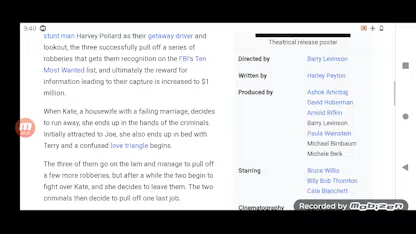 9:40
stunt man Harvey Pollard as their getaway driver and
lookout, the three successfully pull off a series of
robberies that gets them recognition on the FBI's Ten
Most Wanted list, and ultimately the reward for
information leading to their capture is increased to $1
million.
When Kate, a housewife with a failing marriage, decides
to run away, she ends up in the hands of the criminals.
Initially attracted to Joe, she also ends up in bed with
Terry and a confused love triangle begins.
The three of them go on the lam and manage to pull off
a few more robberies, but after a while the two begin to
fight over Kate, and she decides to leave them. The two
criminals then decide to pull off one last job.
Theatrical release poster
Directed by Barry Levinson
Written by Harley Peyton
Produced by Ashok Amritraj
David Hoberman
Arnold Rifkin
Barry Levinson
Paula Weinstein
Michael Birnbaum
Michele Berk
Starring Bruce Willis
Billy Bob Thornton
Cate Blanchett
Cinematography
Recorded by
Mobizen